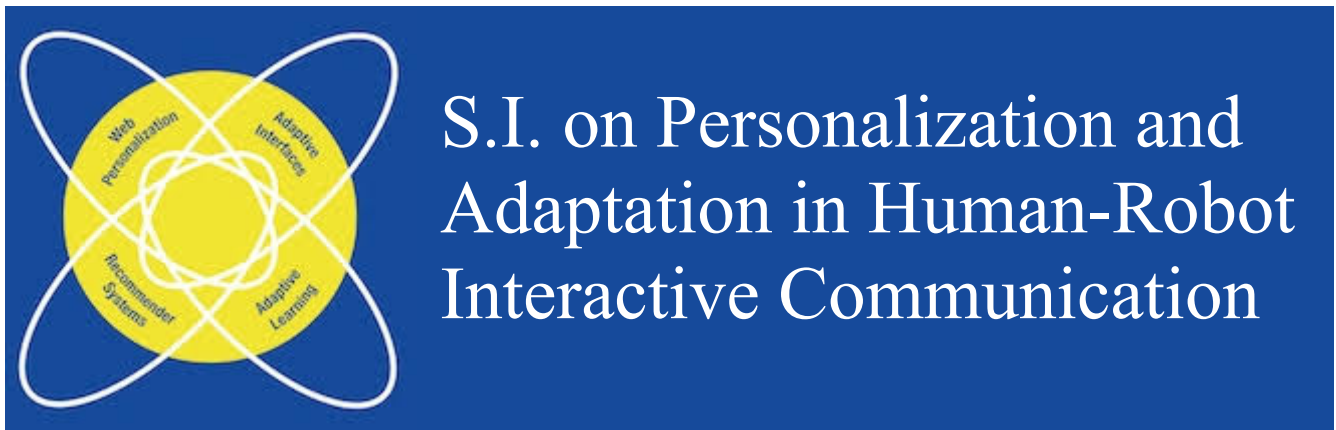 Web
Personalization
Adaptive
Interfaces
Recommender
Systems
Adaptive
Learning
S.I. on Personalization and
Adaptation in Human-Robot
Interactive Communication